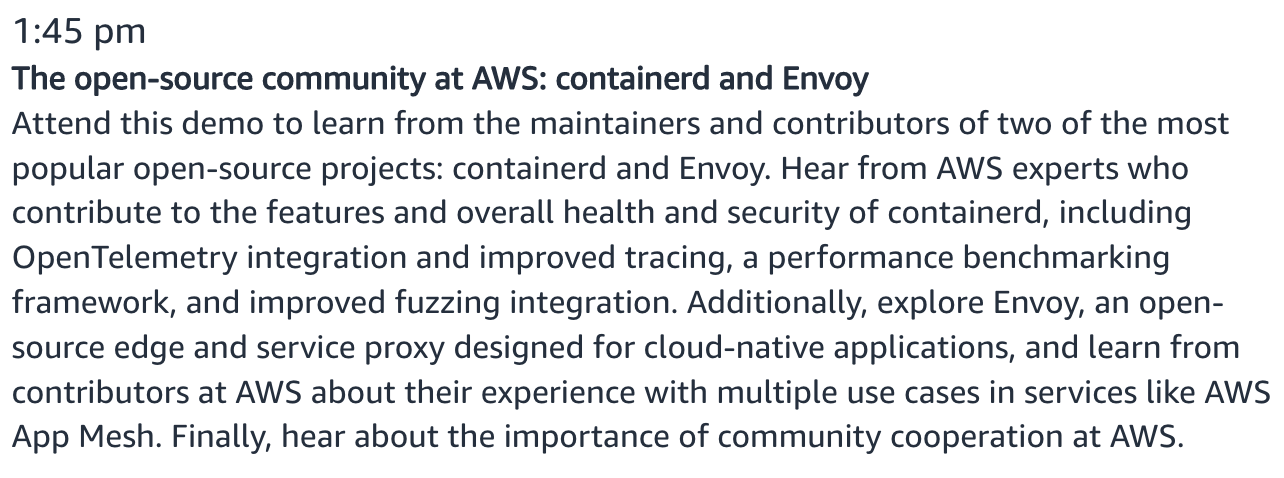 1:45 pm
The open-source community at AWS: containerd and Envoy
Attend this demo to learn from the maintainers and contributors of two of the most
popular open-source projects: containerd and Envoy. Hear from AWS experts who
contribute to the features and overall health and security of containerd, including
OpenTelemetry integration and improved tracing, a performance benchmarking
framework, and improved fuzzing integration. Additionally, explore Envoy, an open-
source edge and service proxy designed for cloud-native applications, and learn from
contributors at AWS about their experience with multiple use cases in services like AWS
App Mesh. Finally, hear about the importance of community cooperation at AWS.